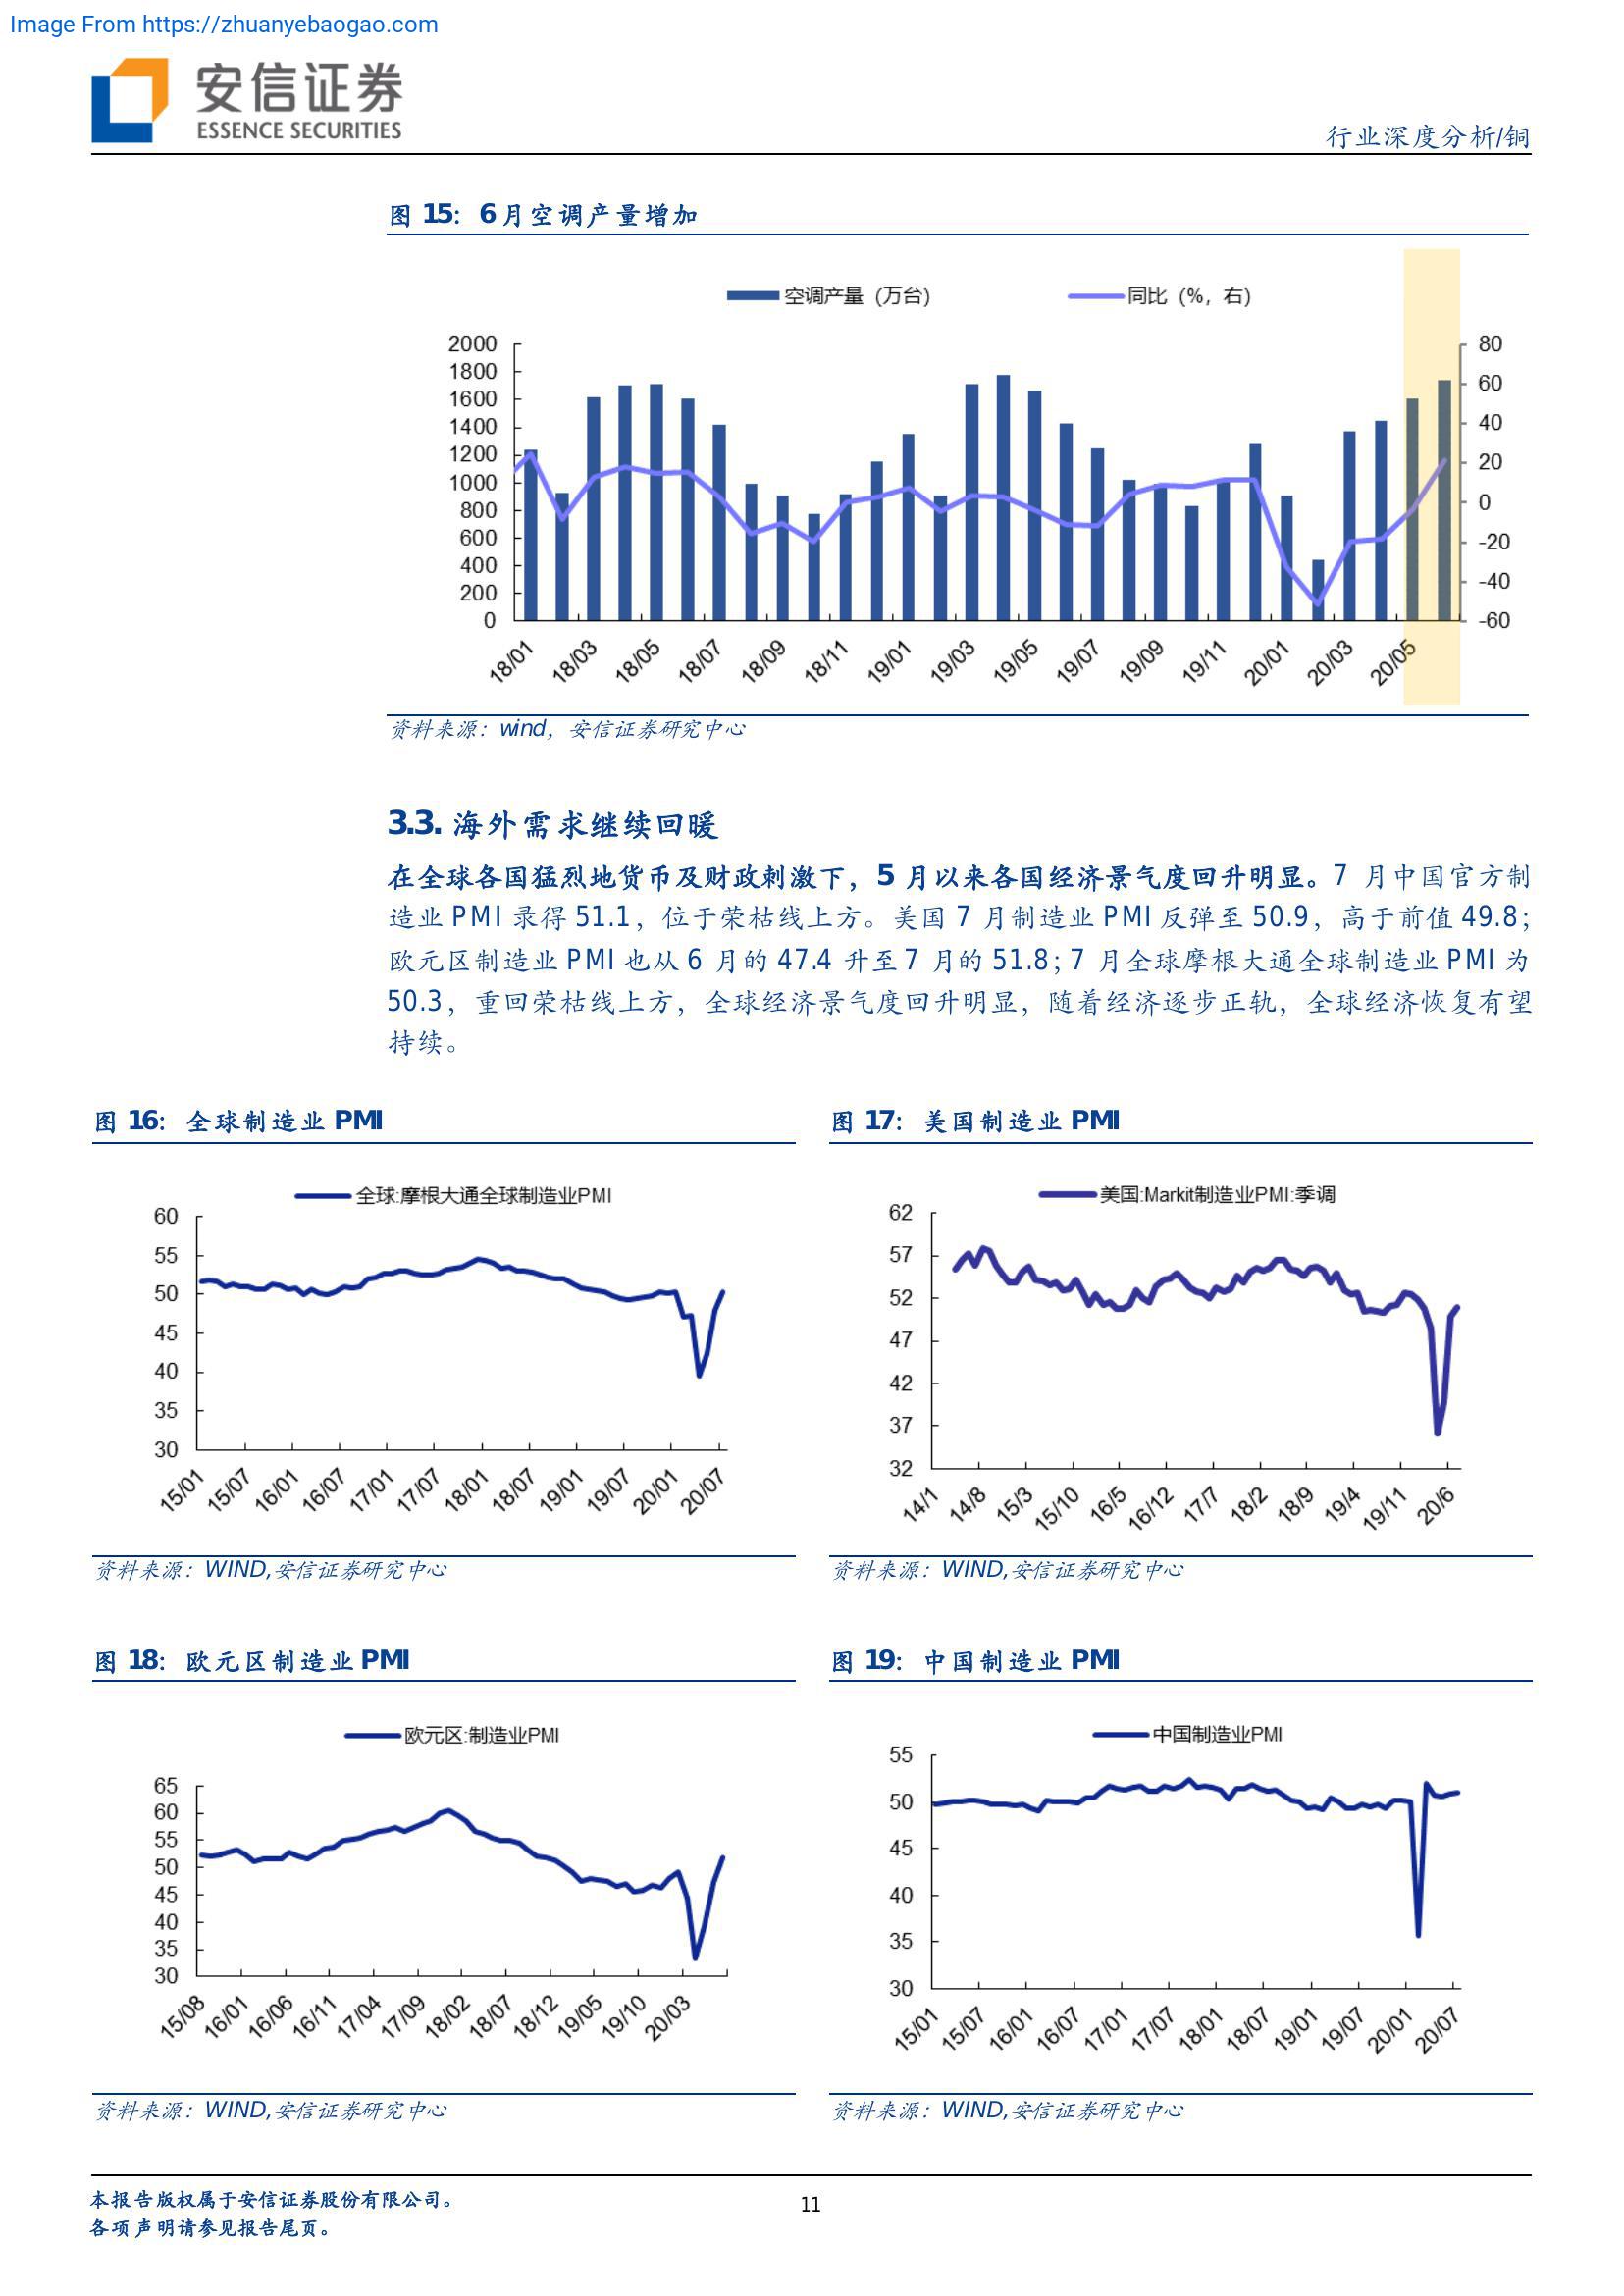 Image From https://zhuanyebaogao.com
安信证券
ESSENCE SECURITIES
行业深度分析/铜
图 15：6 月空调产量增加
空调产量（万台） 同比（%，右）
2000 80
1800
1600 60
1400 40
1200 20
1000
800 0
600 -20
400 -40
200
0 -60
18/01 18/03 18/05 18/07 18/09 18/11 19/01 19/03 19/05 19/07 19/09 19/11 20/01 20/03 20/05
资料来源：wind，安信证券研究中心
3.3. 海外需求继续回暖
在全球各国猛烈地货币及财政刺激下，5 月以来各国经济景气度回升明显。7 月中国官方制
造业 PMI 录得 51.1，位于荣枯线上方。美国 7 月制造业 PMI 反弹至 50.9，高于前值 49.8；
欧元区制造业 PMI 也从 6 月的 47.4 升至 7 月的 51.8；7 月全球摩根大通全球制造业 PMI 为
50.3，重回荣枯线上方，全球经济景气度回升明显，随着经济逐步正轨，全球经济恢复有望
持续。
图 16：全球制造业 PMI
全球:摩根大通全球制造业PMI
60
55
50
45
40
35
30
15/01 15/07 16/01 16/07 17/01 17/07 18/01 18/07 19/01 19/07 20/01 20/07
资料来源：WIND,安信证券研究中心
图 17：美国制造业 PMI
美国:Markit制造业PMI:季调
62
57
52
47
42
37
32
14/1 14/8 15/3 15/10 16/5 16/12 17/7 18/2 18/9 19/4 19/11 20/6
资料来源：WIND,安信证券研究中心
图 18：欧元区制造业 PMI
欧元区:制造业PMI
65
60
55
50
45
40
35
30
15/08 16/01 16/06 16/11 17/04 17/09 18/02 18/07 18/12 19/05 19/10 20/03
资料来源：WIND,安信证券研究中心
图 19：中国制造业 PMI
中国制造业PMI
55
50
45
40
35
30
15/01 15/07 16/01 16/07 17/01 17/07 18/01 18/07 19/01 19/07 20/01 20/07
资料来源：WIND,安信证券研究中心
本报告版权属于安信证券股份有限公司。
各项声明请参见报告尾页。
11